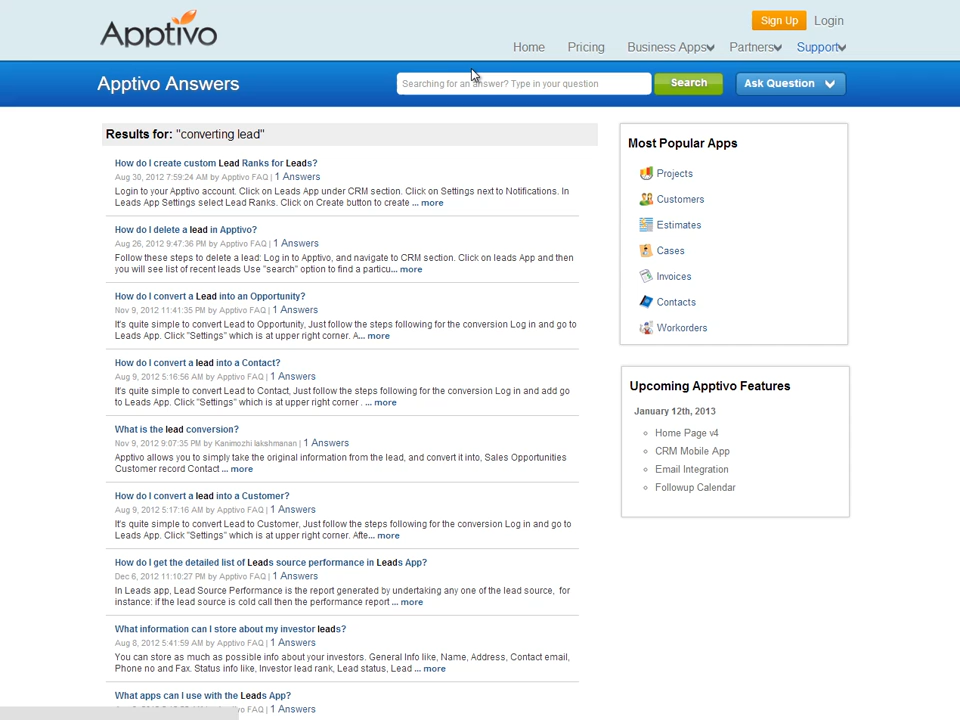 Apptivo
Sign Up
Login
Home
Pricing
Business Apps
Partners
Support
Apptivo Answers
Searching for an answer? Type in your question
Search
Ask Question
Results for: "converting lead"
How do I create custom Lead Ranks for Leads?
Aug 30, 2012 7:59:24 AM by Apptivo FAQ | 1 Answers
Login to your Apptivo account. Click on Leads App under CRM section. Click on Settings next to Notifications. In
Leads App Settings select Lead Ranks. Click on Create button to create ... more
How do I delete a lead in Apptivo?
Aug 26, 2012 9:47:36 PM by Apptivo FAQ | 1 Answers
Follow these steps to delete a lead: Log in to Apptivo, and navigate to CRM section. Click on leads App and then
you will see list of recent leads Use "search" option to find a particu... more
How do I convert a Lead into an Opportunity?
Nov 9, 2012 11:41:35 PM by Apptivo FAQ | 1 Answers
It's quite simple to convert Lead to Opportunity, Just follow the steps following for the conversion Log in and go to
Leads App. Click "Settings" which is at upper right corner. A... more
How do I convert a lead into a Contact?
Aug 9, 2012 5:16:56 AM by Apptivo FAQ | 1 Answers
It's quite simple to convert Lead to Contact, Just follow the steps following for the conversion Log in and add go
to Leads App. Click "Settings" which is at upper right corner . ... more
What is the lead conversion?
Nov 9, 2012 9:07:35 PM by Kanimozhi lakshmanan | 1 Answers
Apptivo allows you to simply take the original information from the lead, and convert it into, Sales Opportunities
Customer record Contact ... more
How do I convert a lead into a Customer?
Aug 9, 2012 5:17:16 AM by Apptivo FAQ | 1 Answers
It's quite simple to convert Lead to Customer, Just follow the steps following for the conversion Log in and go to
Leads App. Click "Settings" which is at upper right corner. Afte... more
How do I get the detailed list of Leads source performance in Leads App?
Dec 6, 2012 11:10:27 PM by Apptivo FAQ | 1 Answers
In Leads app, Lead Source Performance is the report generated by undertaking any one of the lead source, for
instance: if the lead source is cold call then the performance report ... more
What information can I store about my investor leads?
Aug 8, 2012 5:41:59 AM by Apptivo FAQ | 1 Answers
You can store as much as possible info about your investors. General Info like, Name, Address, Contact email,
Phone no and Fax. Status info like, Investor lead rank, Lead status, Lead ... more
What apps can I use with the Leads App?
FAQ | 1 Answers
Most Popular Apps
Projects
Customers
Estimates
Cases
Invoices
Contacts
Workorders
Upcoming Apptivo Features
January 12th, 2013
Home Page v4
CRM Mobile App
Email Integration
Followup Calendar